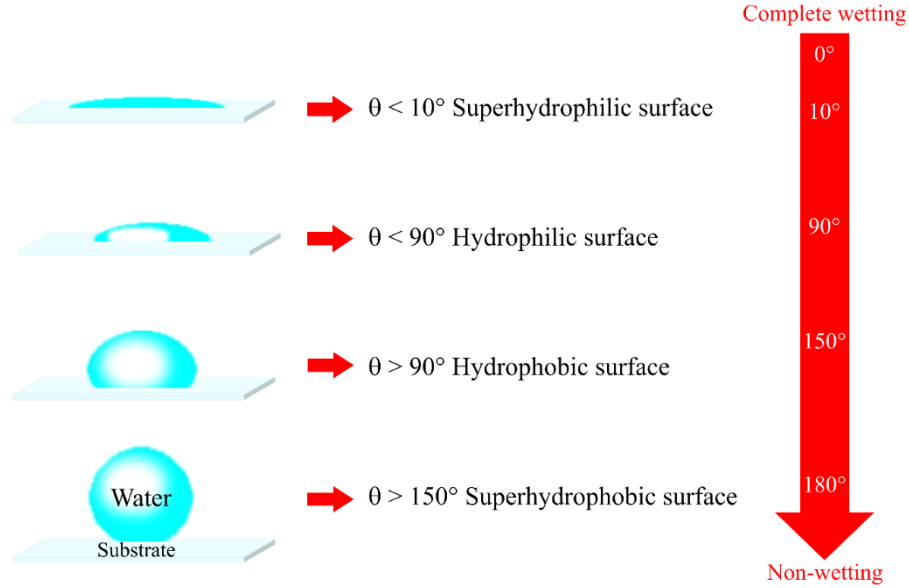 Complete wetting
0°
θ < 10° Superhydrophilic surface
10°
θ < 90° Hydrophilic surface
90°
150°
θ > 90° Hydrophobic surface
Water
θ > 150° Superhydrophobic surface
180°
Substrate
Non-wetting